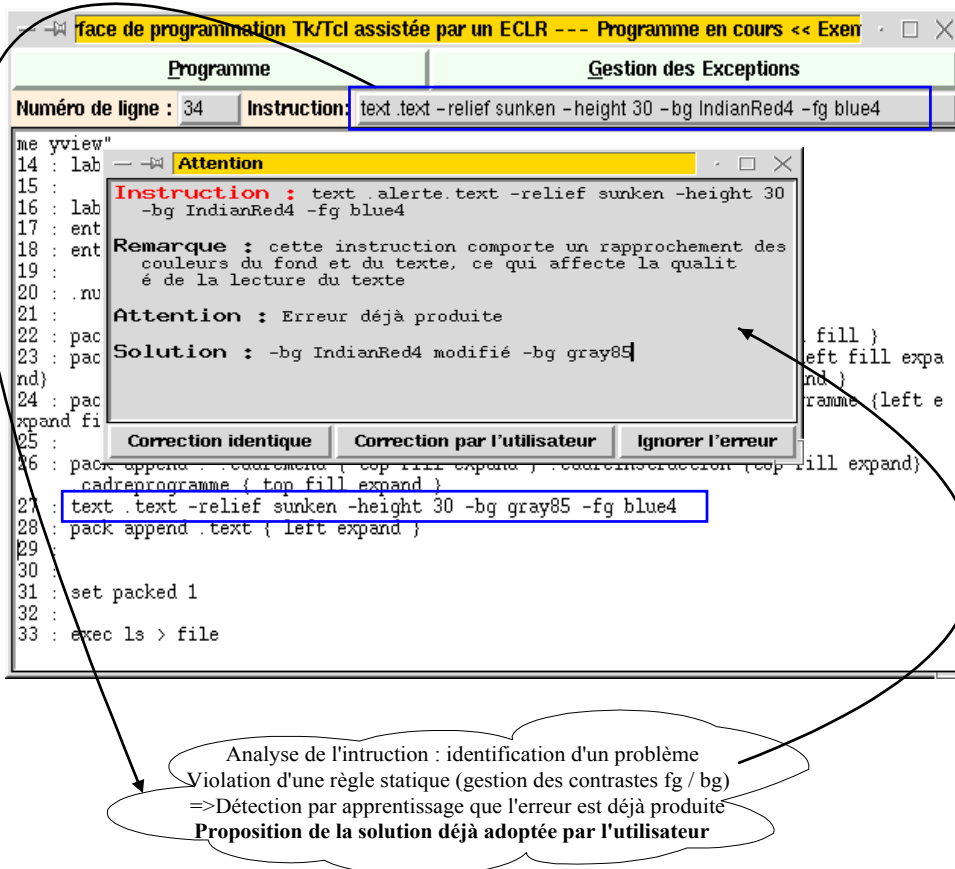 rface de programmation Tk/Tcl assistée par un ECLR --- Programme en cours << Exem
Programme
Gestion des Exceptions
Numéro de ligne : 34 Instruction: text .text -relief sunken -height 30 -bg IndianRed4 -fg blue4
me yview"
14 : lab
15 :
16 : lab
17 : ent
18 : ent
19 :
20 : .nu
21 :
22 : pac fill }
23 : pac left fill expa
nd} nd }
24 : pac ramme {left e
xpand fi
25 :
Attention
Instruction : text .alerte.text -relief sunken -height 30
-bg IndianRed4 -fg blue4
Remarque : cette instruction comporte un rapprochement des
couleurs du fond et du texte, ce qui affecte la qualit
é de la lecture du texte
Attention : Erreur déjà produite
Solution : -bg IndianRed4 modifié -bg gray85
Correction identique
Correction par l'utilisateur
Ignorer l'erreur
26 : pack append . .cadremenu { top fill expand } .cadreinstruction {top fill expand}
.cadreprogramme { top fill expand }
27 : text .text -relief sunken -height 30 -bg gray85 -fg blue4
28 : pack append .text { left expand }
29 :
30 :
31 : set packed 1
32 :
33 : exec ls > file
Analyse de l'intruction : identification d'un problème
Violation d'une règle statique (gestion des contrastes fg / bg)
=>Détection par apprentissage que l'erreur est déjà produite
Proposition de la solution déjà adoptée par l'utilisateur